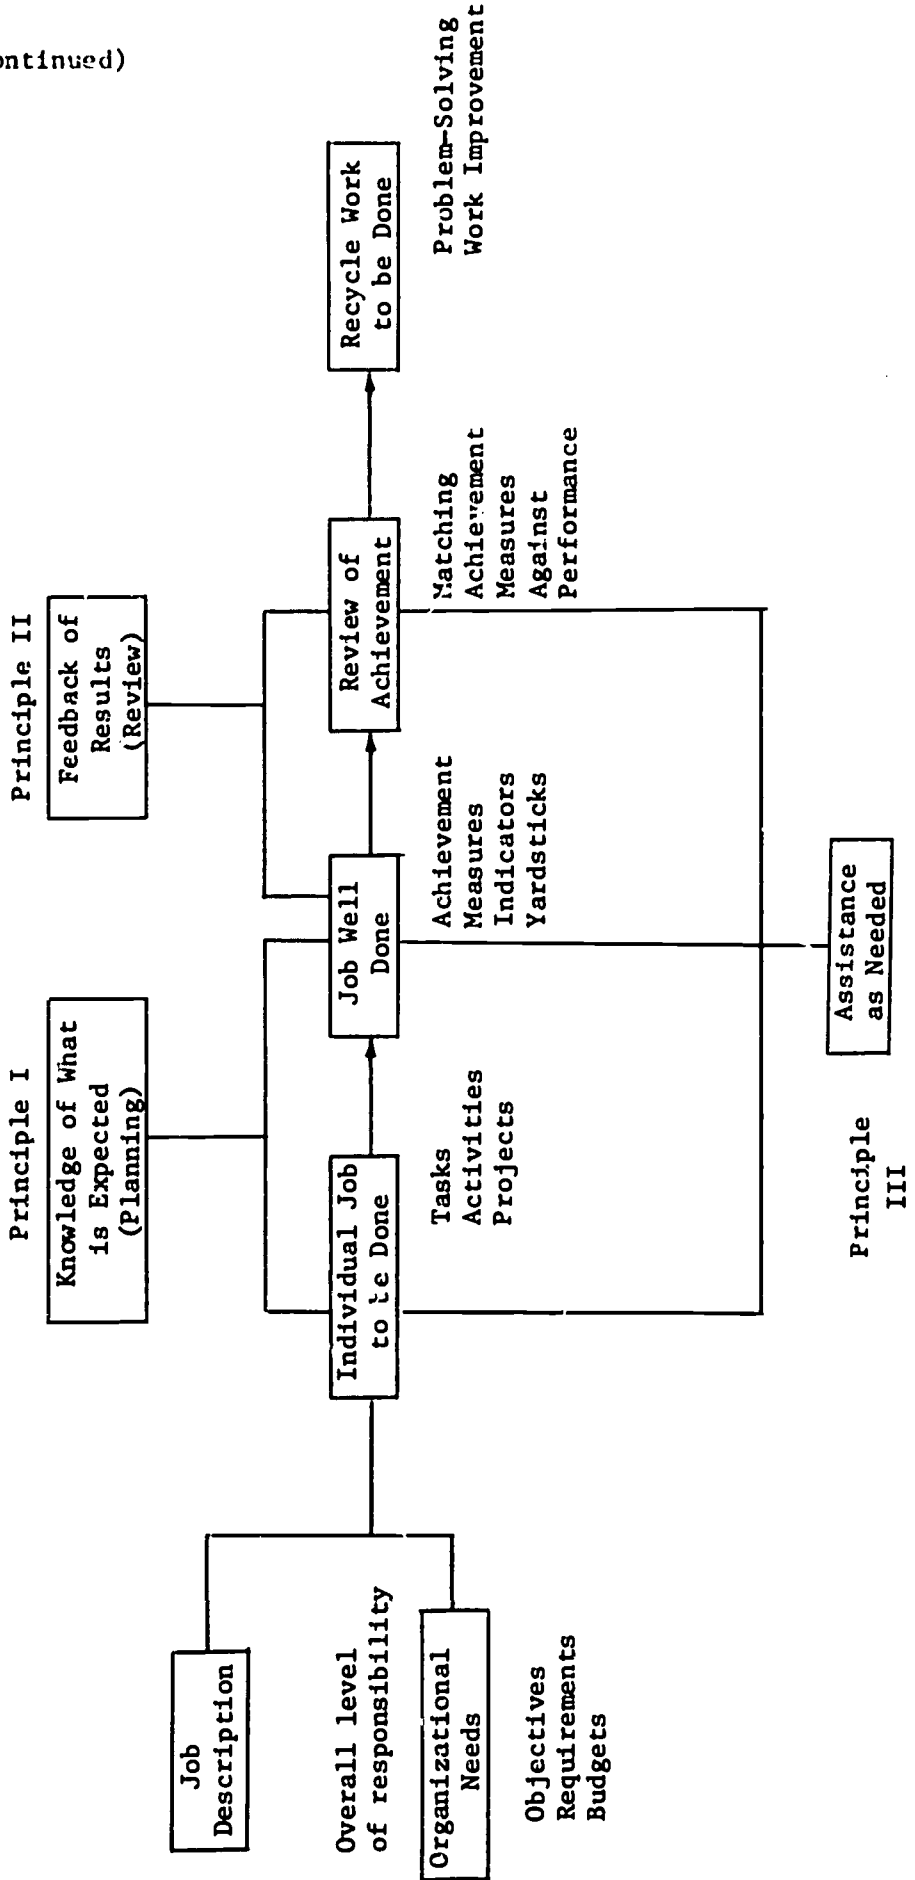 ontinued)
Principle I
Knowledge of What
is Expected
(Planning)
Principle II
Feedback of
Results
(Review)
Job
Description
Overall level
of responsibility
Organizational
Needs
Objectives
Requirements
Budgets
Individual Job
to be Done
Tasks
Activities
Projects
Job Well
Done
Achievement
Measures
Indicators
Yardsticks
Review of
Achievement
Matching
Achievement
Measures
Against
Performance
Recycle Work
to be Done
Problem-Solving
Work Improvement
Principle
III
Assistance
as Needed